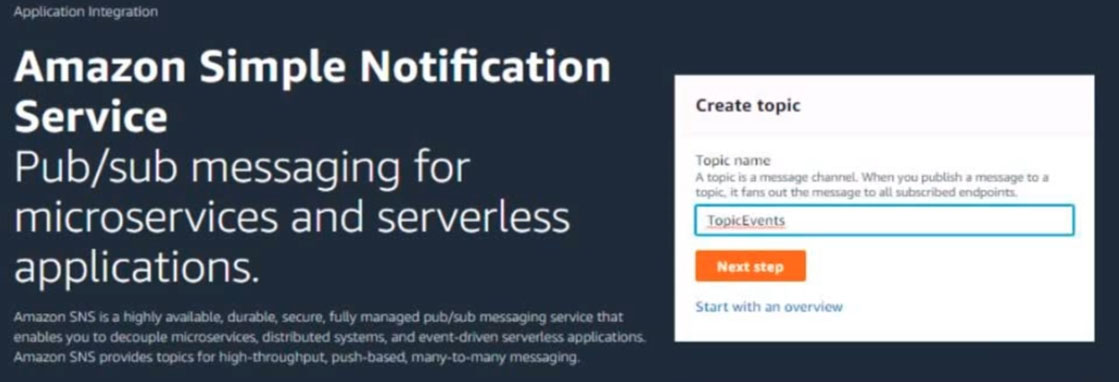 Application Integration
Amazon Simple Notification
Service
Pub/sub messaging for
microservices and serverless
applications.
Amazon SNS is a highly available, durable, secure, fully managed pub/sub messaging service that
enables you to decouple microservices, distributed systems, and event-driven serverless applications.
Amazon SNS provides topics for high-throughput, push-based, many-to-many messaging.
Create topic
Topic name
A topic is a message channel. When you publish a message to a
topic, it fans out the message to all subscribed endpoints.
TopicEvents
Next step
Start with an overview